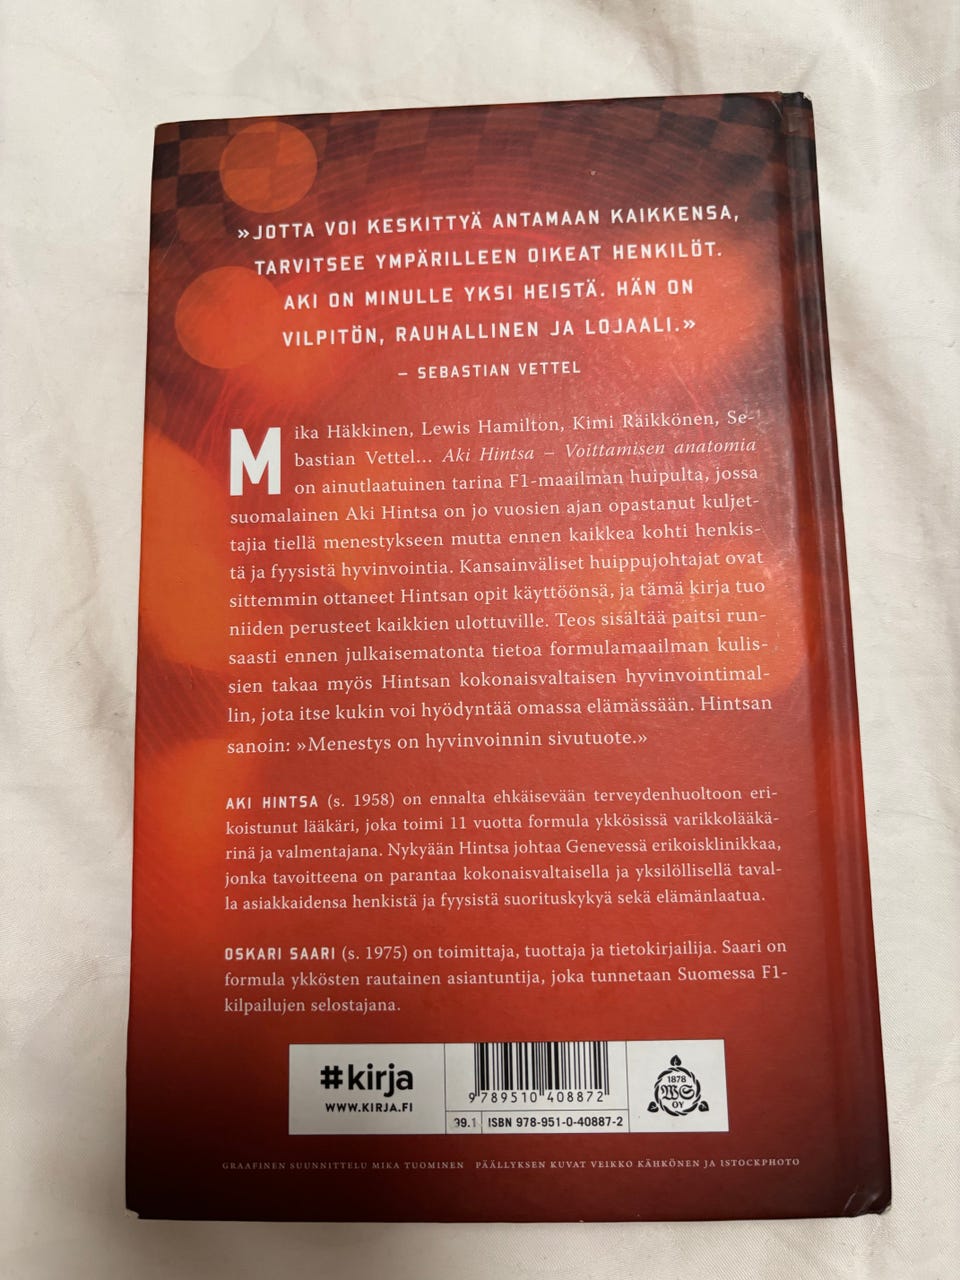 »JOTTA VOI KESKITTYÄ ANTAMAAN KAIKKENSA,
TARVITSEE YMPÄRILLEEN OIKEAT HENKILÖT.
AKI ON MINULLE YKSI HEISTÄ. HÄN ON
VILPITÖN, RAUHALLINEN JA LOJAALI.»
– SEBASTIAN VETTEL
Mika Häkkinen, Lewis Hamilton, Kimi Räikkönen, Se-
bastian Vettel... Aki Hintsa – Voittamisen anatomia
on ainutlaatuinen tarina F1-maailman huipulta, jossa
suomalainen Aki Hintsa on jo vuosien ajan opastanut kuljet-
tajia tiellä menestykseen mutta ennen kaikkea kohti henkis-
tä ja fyysistä hyvinvointia. Kansainväliset huippujohtajat ovat
sittemmin ottaneet Hintsan opit käyttöönsä, ja tämä kirja tuo
niiden perusteet kaikkien ulottuville. Teos sisältää paitsi run-
saasti ennen julkaisematonta tietoa formulamaailman kulis-
sien takaa myös Hintsan kokonaisvaltaisen hyvinvointimal-
lin, jota itse kukin voi hyödyntää omassa elämässään. Hintsan
sanoin: »Menestys on hyvinvoinnin sivutuote.»
AKI HINTSA (s. 1958) on ennalta ehkäisevään terveydenhuoltoon eri-
koistunut lääkäri, joka toimi 11 vuotta formula ykkösissä varikkolääkä-
rinä ja valmentajana. Nykyään Hintsa johtaa Genevessä erikoisklinikkaa,
jonka tavoitteena on parantaa kokonaisvaltaisella ja yksilöllisellä taval-
la asiakkaidensa henkistä ja fyysistä suorituskykyä sekä elämänlaatua.
OSKARI SAARI (s. 1975) on toimittaja, tuottaja ja tietokirjailija. Saari on
formula ykkösten rautainen asiantuntija, joka tunnetaan Suomessa F1-
kilpailujen selostajana.
#kirja
WWW.KIRJA.FI
9 789510 408872
99.1 ISBN 978-951-0-40887-2
1878
WS
OY
GRAAFINEN SUUNNITTELU MIKA TUOMINEN PÄÄLLYKSEN KUVAT VEIKKO KÄHKÖNEN JA ISTOCKPHOTO